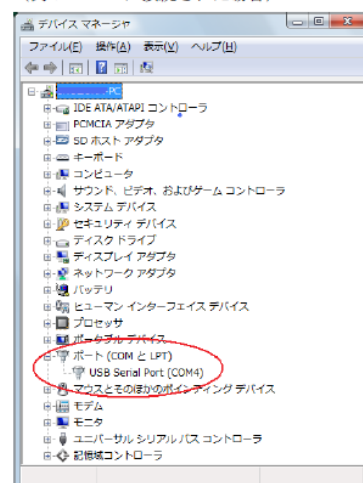 デバイス マネージャ
ファイル(F) 操作(A) 表示(V) ヘルプ(H)
-PC
IDE ATA/ATAPI コントローラ
PCMCIA アダプタ
SD ホスト アダプタ
キーボード
コンピュータ
サウンド、ビデオ、およびゲーム コントローラ
システム デバイス
セキュリティ デバイス
ディスク ドライブ
ディスプレイ アダプタ
ネットワーク アダプタ
バッテリ
ヒューマン インターフェイス デバイス
プロセッサ
ポータブル デバイス
ポート (COM と LPT)
USB Serial Port (COM4)
マウスとそのほかのポインティング デバイス
モデム
モニタ
ユニバーサル シリアル バス コントローラ
記憶域コントローラ